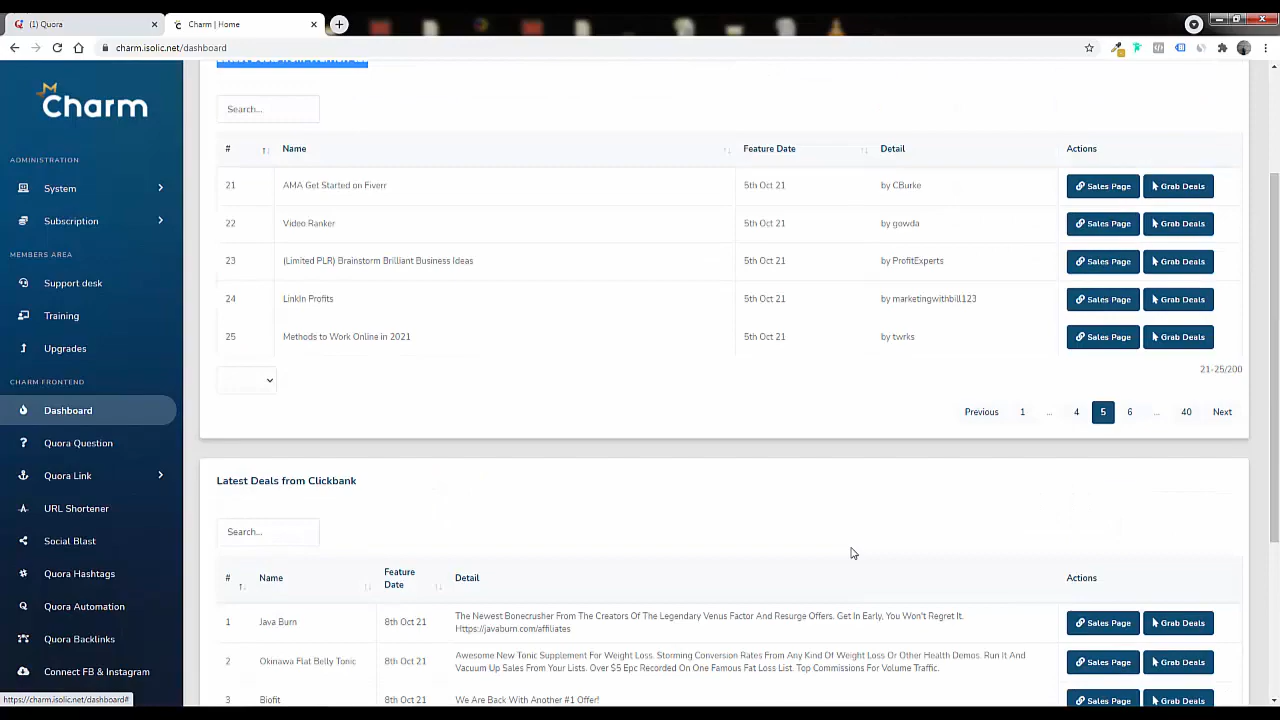 (1) Quora
Charm | Home
charm.isolic.net/dashboard
Charm
ADMINISTRATION
System
Subscription
MEMBERS AREA
Support desk
Training
Upgrades
CHARM FRONTEND
Dashboard
Quora Question
Quora Link
URL Shortener
Social Blast
Quora Hashtags
Quora Automation
Quora Backlinks
Connect FB & Instagram
https://charm.isolic.net/dashboard#
Search...
# Name Feature Date Detail Actions
21 AMA Get Started on Fiverr 5th Oct 21 by CBurke Sales Page Grab Deals
22 Video Ranker 5th Oct 21 by gowda Sales Page Grab Deals
23 (Limited PLR) Brainstorm Brilliant Business Ideas 5th Oct 21 by ProfitExperts Sales Page Grab Deals
24 LinkIn Profits 5th Oct 21 by marketingwithbill123 Sales Page Grab Deals
25 Methods to Work Online in 2021 5th Oct 21 by twrks Sales Page Grab Deals
21-25/200
Previous 1 ... 4 5 6 ... 40 Next
Latest Deals from Clickbank
Search...
# Name Feature Date Detail Actions
1 Java Burn 8th Oct 21 The Newest Bonecrusher From The Creators Of The Legendary Venus Factor And Resurge Offers. Get In Early, You Won't Regret It.
Https://javaburn.com/affiliates Sales Page Grab Deals
2 Okinawa Flat Belly Tonic 8th Oct 21 Awesome New Tonic Supplement For Weight Loss. Storming Conversion Rates From Any Kind Of Weight Loss Or Other Health Demos. Run It And
Vacuum Up Sales From Your Lists. Over $5 Epc Recorded On One Famous Fat Loss List. Top Commissions For Volume Traffic. Sales Page Grab Deals
3 Biofit 8th Oct 21 We Are Back With Another #1 Offer! Sales Page Grab Deals